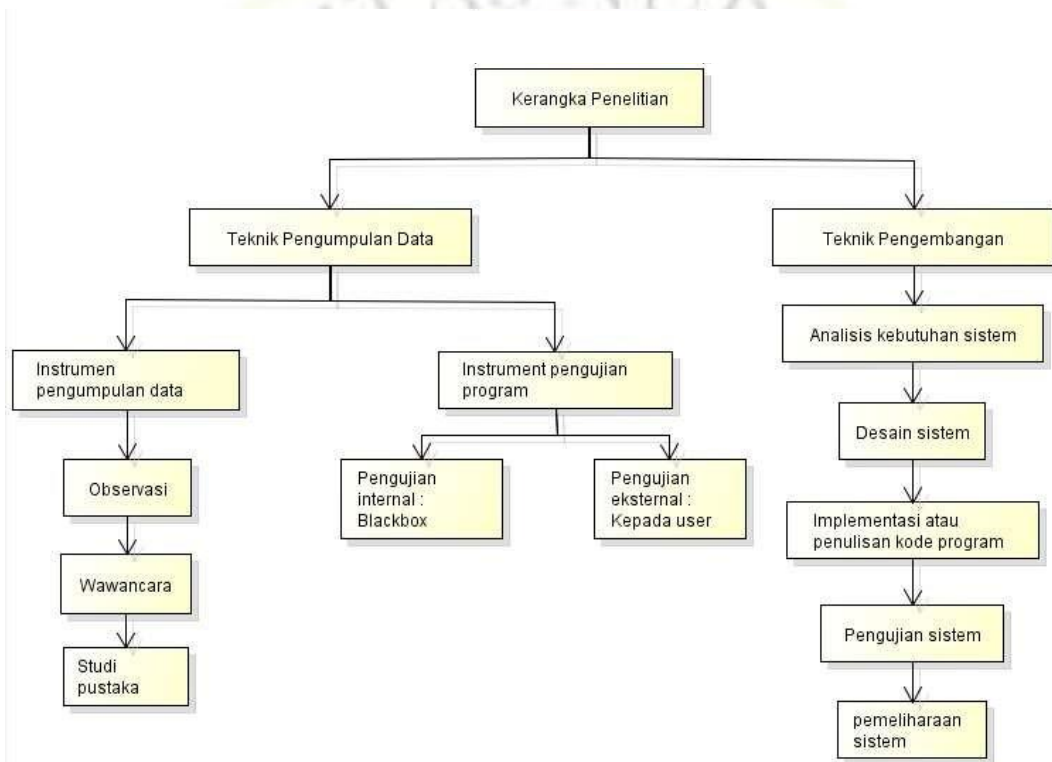 Kerangka Penelitian
Teknik Pengumpulan Data
Teknik Pengembangan
Instrumen
pengumpulan data
Instrument pengujian
program
Analisis kebutuhan sistem
Observasi
Pengujian
internal :
Blackbox
Pengujian
eksternal :
Kepada user
Desain sistem
Wawancara
Implementasi atau
penulisan kode program
Studi
pustaka
Pengujian sistem
pemeliharaan
sistem